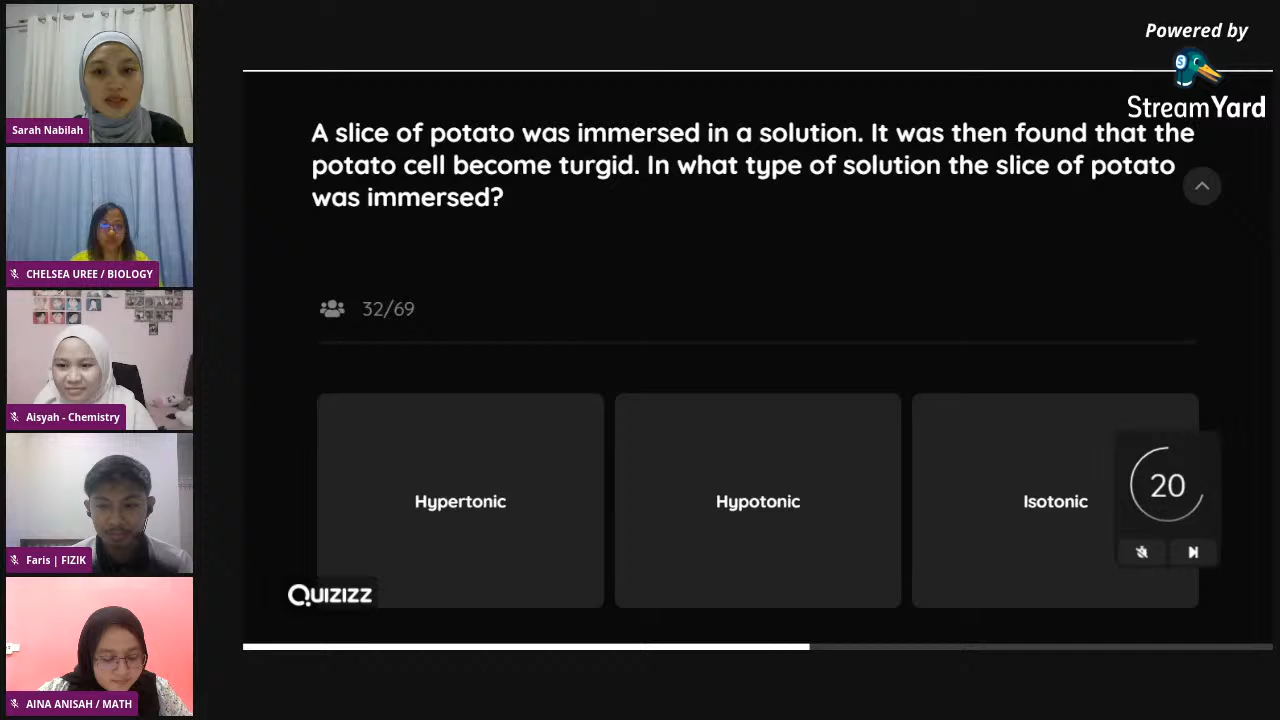 Powered by
StreamYard
A slice of potato was immersed in a solution. It was then found that the
potato cell become turgid. In what type of solution the slice of potato
was immersed?
32/69
Hypertonic
Hypotonic
Isotonic
20
QUIZIZZ
Sarah Nabilah
CHELSEA UREE / BIOLOGY
Aisyah - Chemistry
Faris | FIZIK
AINA ANISAH / MATH